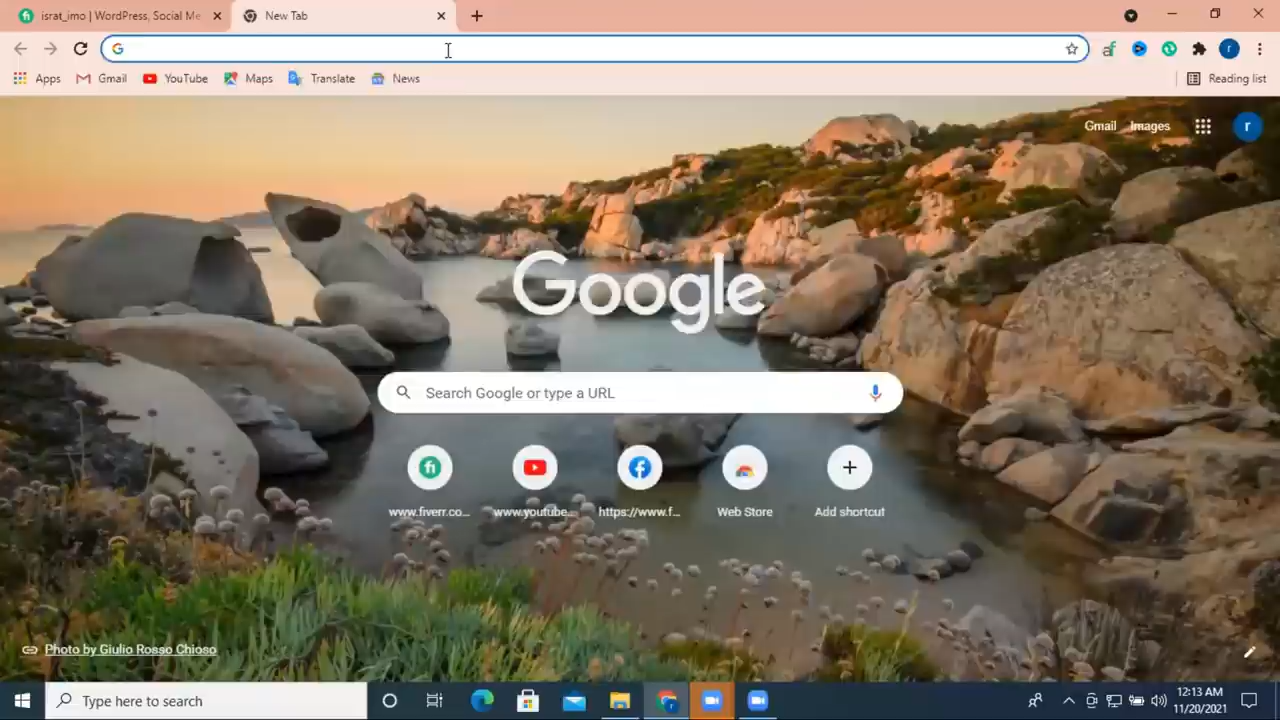 israt_imo | WordPress, Social Me
New Tab
Apps
Gmail
YouTube
Maps
Translate
News
Reading list
Gmail
Images
r
Google
Search Google or type a URL
www.fiverr.co...
www.youtube...
https://www.f...
Web Store
Add shortcut
Photo by Giulio Rosso Chioso
Type here to search
12:13 AM
11/20/2021